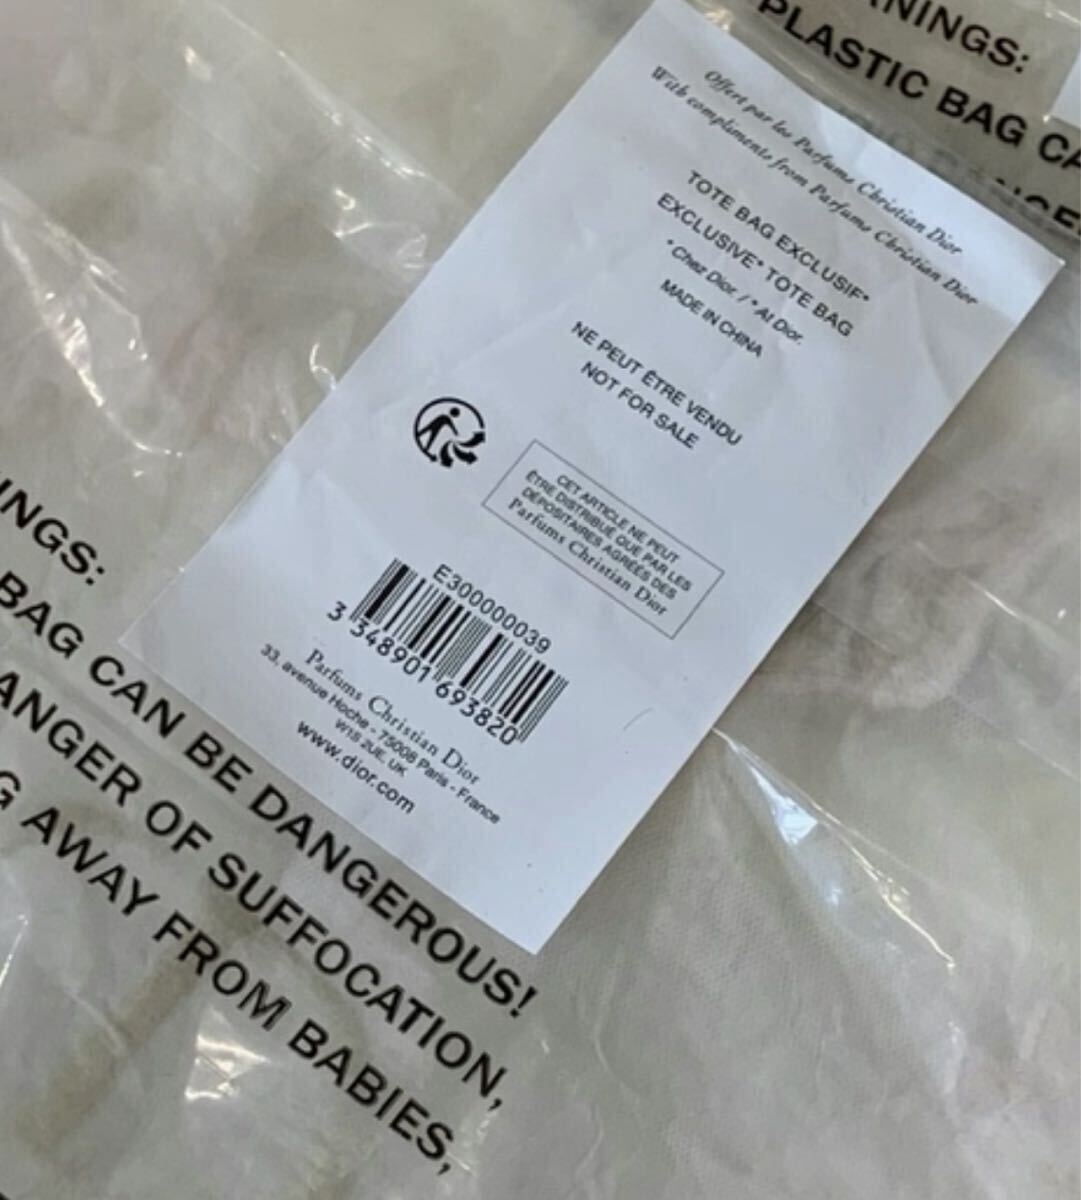 NINGS:
PLASTIC BAG CA
Offert par les Parfums Christian Dior
With compliments from Parfums Christian Dior
TOTE BAG EXCLUSIF*
EXCLUSIVE* TOTE BAG
*Chez Dior. / *At Dior.
MADE IN CHINA
NE PEUT ÊTRE VENDU
NOT FOR SALE
CET ARTICLE NE PEUT
ÊTRE DISTRIBUÉ QUE PAR LES
DÉPOSITAIRES AGRÉÉS DES
Parfums Christian Dior
E300000039
3 348901 693820
Parfums Christian Dior
33, avenue Hoche - 75008 Paris - France
W1S 2UE, UK
www.dior.com
INGS:
BAG CAN BE DANGEROUS!
ANGER OF SUFFOCATION,
G AWAY FROM BABIES,